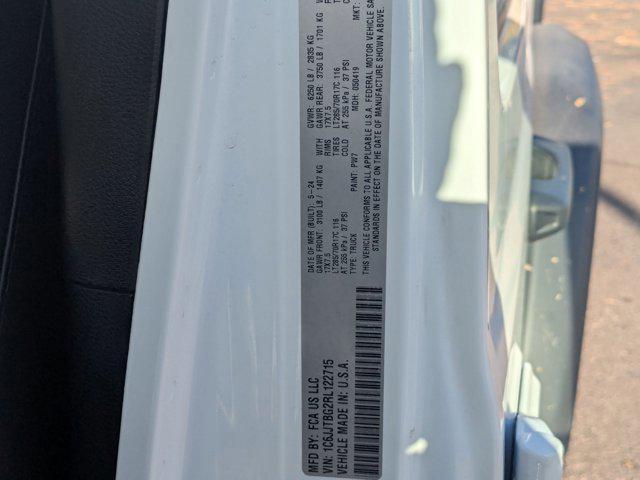 MFD BY: FCA US LLC
VIN: 1C6JJTBG2RL122715
VEHICLE MADE IN: U.S.A.
DATE OF MFR (BUILT): 5-24 GVWR: 6250 LB / 2835 KG
GAWR FRONT: 3100 LB / 1407 KG WITH GAWR REAR: 3750 LB / 1701 KG
17X7.5 RIMS 17X7.5
LT285/70R17C 116 TIRES LT285/70R17C 116
AT 255 kPa / 37 PSI COLD AT 255 kPa / 37 PSI
TYPE: TRUCK PAINT: PW7 MDH: 050419 MKT:
THIS VEHICLE CONFORMS TO ALL APPLICABLE U.S.A. FEDERAL MOTOR VEHICLE SA
STANDARDS IN EFFECT ON THE DATE OF MANUFACTURE SHOWN ABOVE.